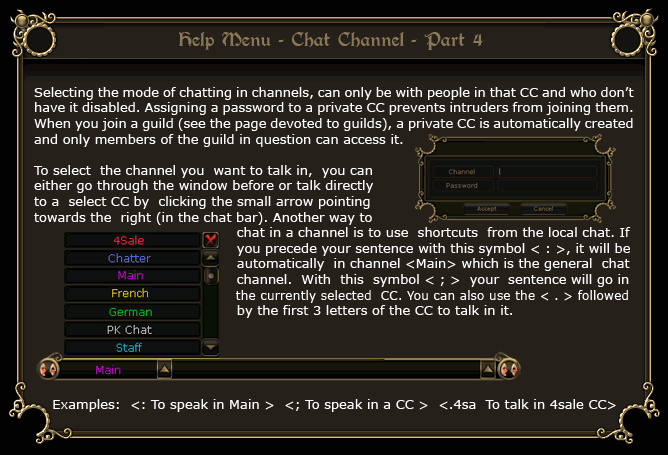 Help Menu - Chat Channel - Part 4
Selecting the mode of chatting in channels, can only be with people in that CC and who don't
have it disabled. Assigning a password to a private CC prevents intruders from joining them.
When you join a guild (see the page devoted to guilds), a private CC is automatically created
and only members of the guild in question can access it.
Channel
Password
Accept Cancel
To select the channel you want to talk in, you can
either go through the window before or talk directly
to a select CC by clicking the small arrow pointing
towards the right (in the chat bar). Another way to
chat in a channel is to use shortcuts from the local chat. If
you precede your sentence with this symbol < : >, it will be
automatically in channel <Main> which is the general chat
channel. With this symbol < ; > your sentence will go in
the currently selected CC. You can also use the < . > followed
by the first 3 letters of the CC to talk in it.
4Sale
Chatter
Main
French
German
PK Chat
Staff
Main
Examples: <: To speak in Main > <; To speak in a CC > <.4sa To talk in 4sale CC>